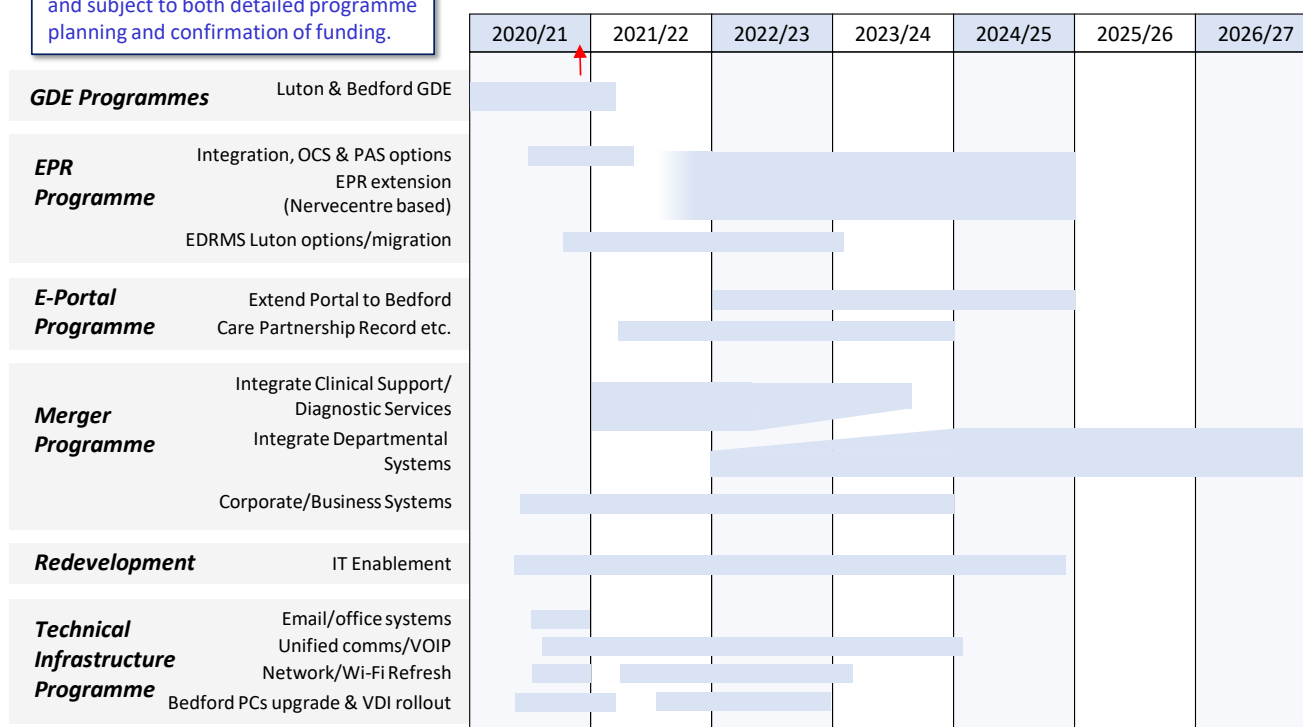 and subject to both detailed programme
planning and confirmation of funding.
2020/21 2021/22 2022/23 2023/24 2024/25 2025/26 2026/27
GDE Programmes
Luton & Bedford GDE
EPR
Programme
Integration, OCS & PAS options
EPR extension
(Nervecentre based)
EDRMS Luton options/migration
E-Portal
Programme
Extend Portal to Bedford
Care Partnership Record etc.
Merger
Programme
Integrate Clinical Support/
Diagnostic Services
Integrate Departmental
Systems
Corporate/Business Systems
Redevelopment
IT Enablement
Technical
Infrastructure
Programme
Email/office systems
Unified comms/VOIP
Network/Wi-Fi Refresh
Bedford PCs upgrade & VDI rollout